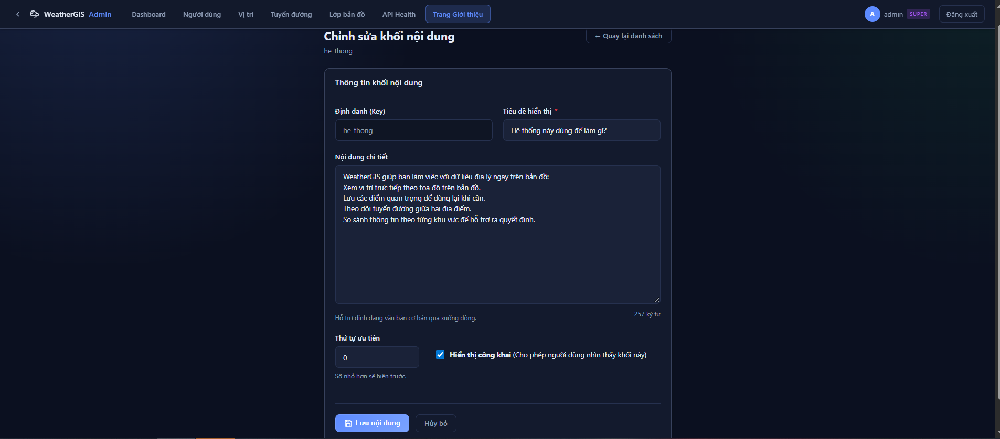 WeatherGIS Admin Dashboard Người dùng Vị trí Tuyến đường Lớp bản đồ API Health Trang Giới thiệu A admin SUPER Đăng xuất
Chỉnh sửa khối nội dung
← Quay lại danh sách
he_thong
Thông tin khối nội dung
Định danh (Key)
Tiêu đề hiển thị *
he_thong
Hệ thống này dùng để làm gì?
Nội dung chi tiết
WeatherGIS giúp bạn làm việc với dữ liệu địa lý ngay trên bản đồ:
Xem vị trí trực tiếp theo tọa độ trên bản đồ.
Lưu các điểm quan trọng để dùng lại khi cần.
Theo dõi tuyến đường giữa hai địa điểm.
So sánh thông tin theo từng khu vực để hỗ trợ ra quyết định.
257 ký tự
Hỗ trợ định dạng văn bản cơ bản qua xuống dòng.
Thứ tự ưu tiên
0
Hiển thị công khai (Cho phép người dùng nhìn thấy khối này)
Số nhỏ hơn sẽ hiện trước.
Lưu nội dung
Hủy bỏ